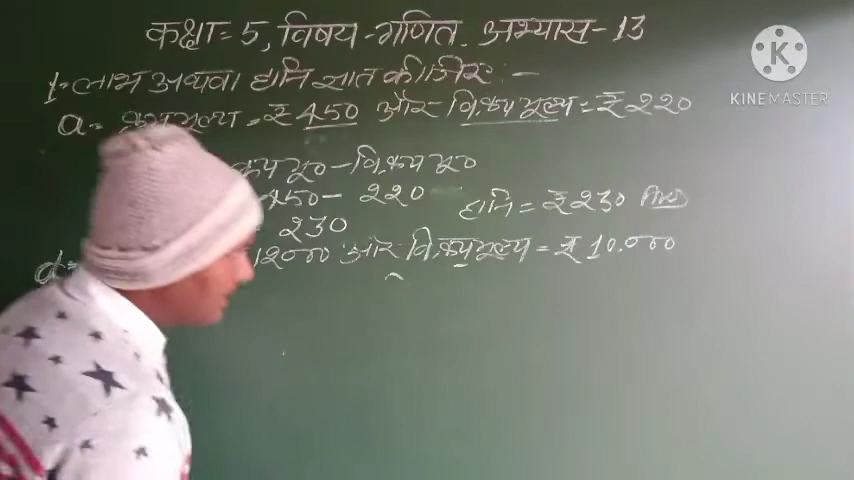 कक्षा = 5, विषय - गणित. अभ्यास - 13
1- लाभ अथवा हानि ज्ञात कीजिए :-
a = क्रयमूल्य = ₹ 450 और विक्रय मूल्य = ₹ 220
क्रय मू० - विक्रय मू०
450 - 220
हानि = ₹ 230
230
12000 और विक्रयमूल्य = ₹ 10.000
KINEMASTER